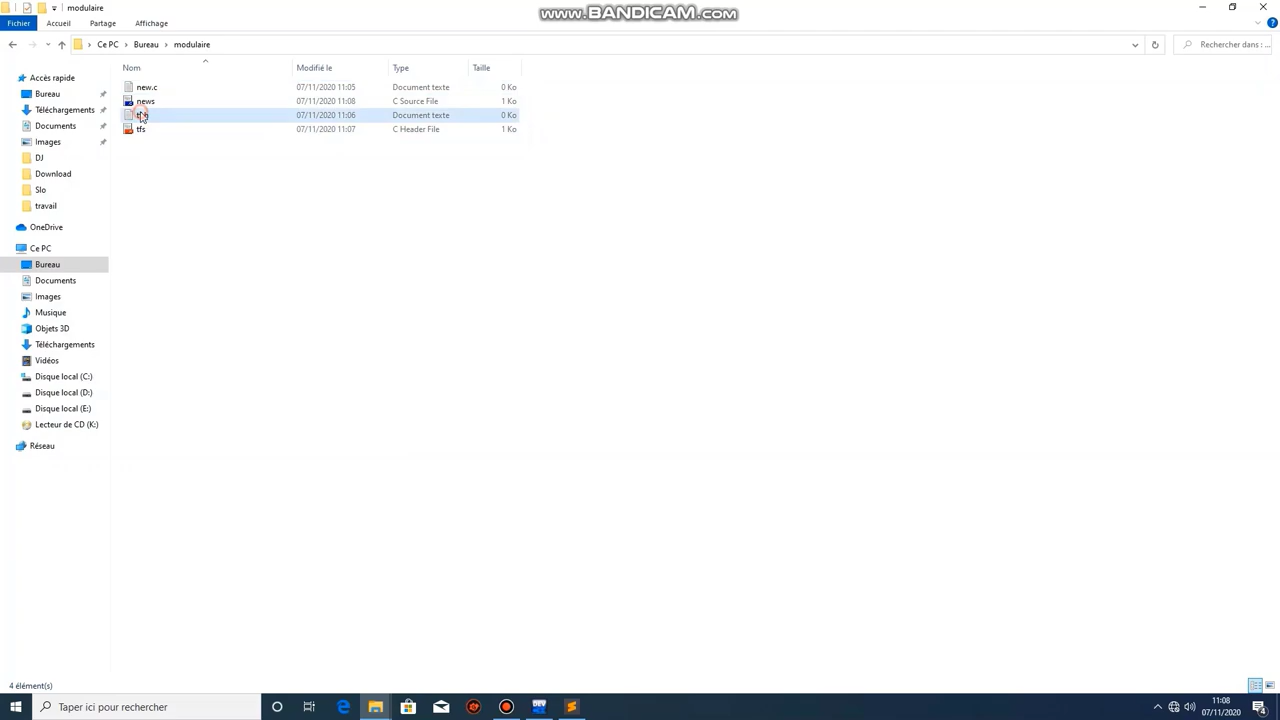 modulaire
www.BANDICAM.com
Fichier Accueil Partage Affichage
Ce PC Bureau modulaire
Rechercher dans : ...
Nom Modifié le Type Taille
new.c 07/11/2020 11:05 Document texte 0 Ko
news 07/11/2020 11:08 C Source File 1 Ko
07/11/2020 11:06 Document texte 0 Ko
tfs 07/11/2020 11:07 C Header File 1 Ko
Accès rapide
Bureau
Téléchargements
Documents
Images
DJ
Download
Slo
travail
OneDrive
Ce PC
Bureau
Documents
Images
Musique
Objets 3D
Téléchargements
Vidéos
Disque local (C:)
Disque local (D:)
Disque local (E:)
Lecteur de CD (K:)
Réseau
4 élément(s)
Taper ici pour rechercher
DEV
11:08
07/11/2020
4